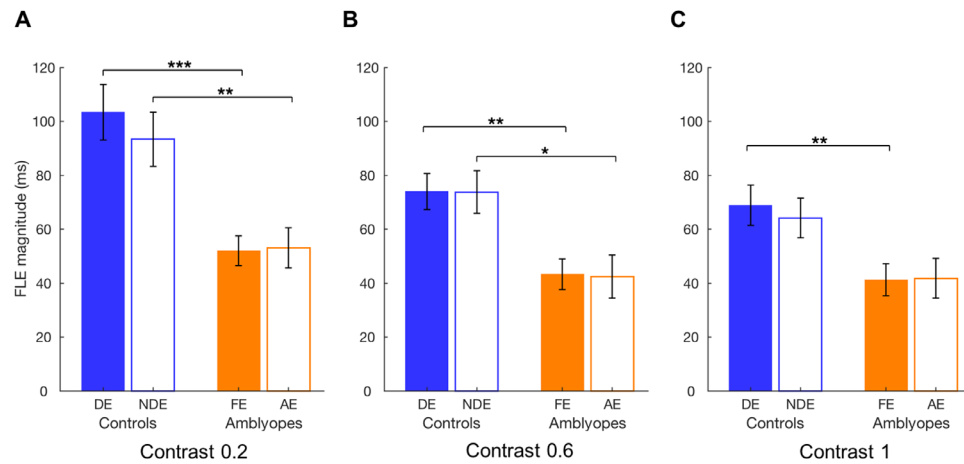 A
B
C
FLE magnitude (ms)
120
100
80
60
40
20
0
***
**
DE NDE FE AE
Controls Amblyopes
Contrast 0.2
120
100
80
60
40
20
0
**
*
DE NDE FE AE
Controls Amblyopes
Contrast 0.6
120
100
80
60
40
20
0
**
DE NDE FE AE
Controls Amblyopes
Contrast 1